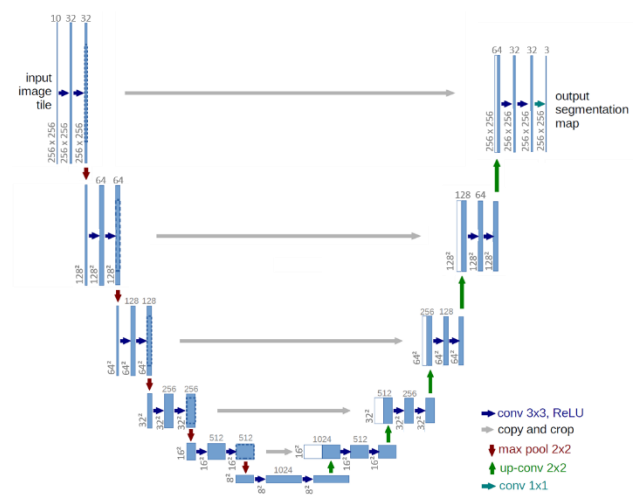 10 32 32
input
image
tile
256 x 256
256 x 256
256 x 256
64 32 32 3
output
segmentation
map
256 x 256
256 x 256
256 x 256
256 x 256
64 64
128²
128²
128²
128 64
128²
128²
128²
128 128
64²
64²
64²
256 128
64²
64²
64²
256 256
32²
32²
32²
512 256
32²
32²
32²
512 512
16²
16²
16²
1024 512
16²
16²
16²
1024
8²
8²
8²
conv 3x3, ReLU
copy and crop
max pool 2x2
up-conv 2x2
conv 1x1